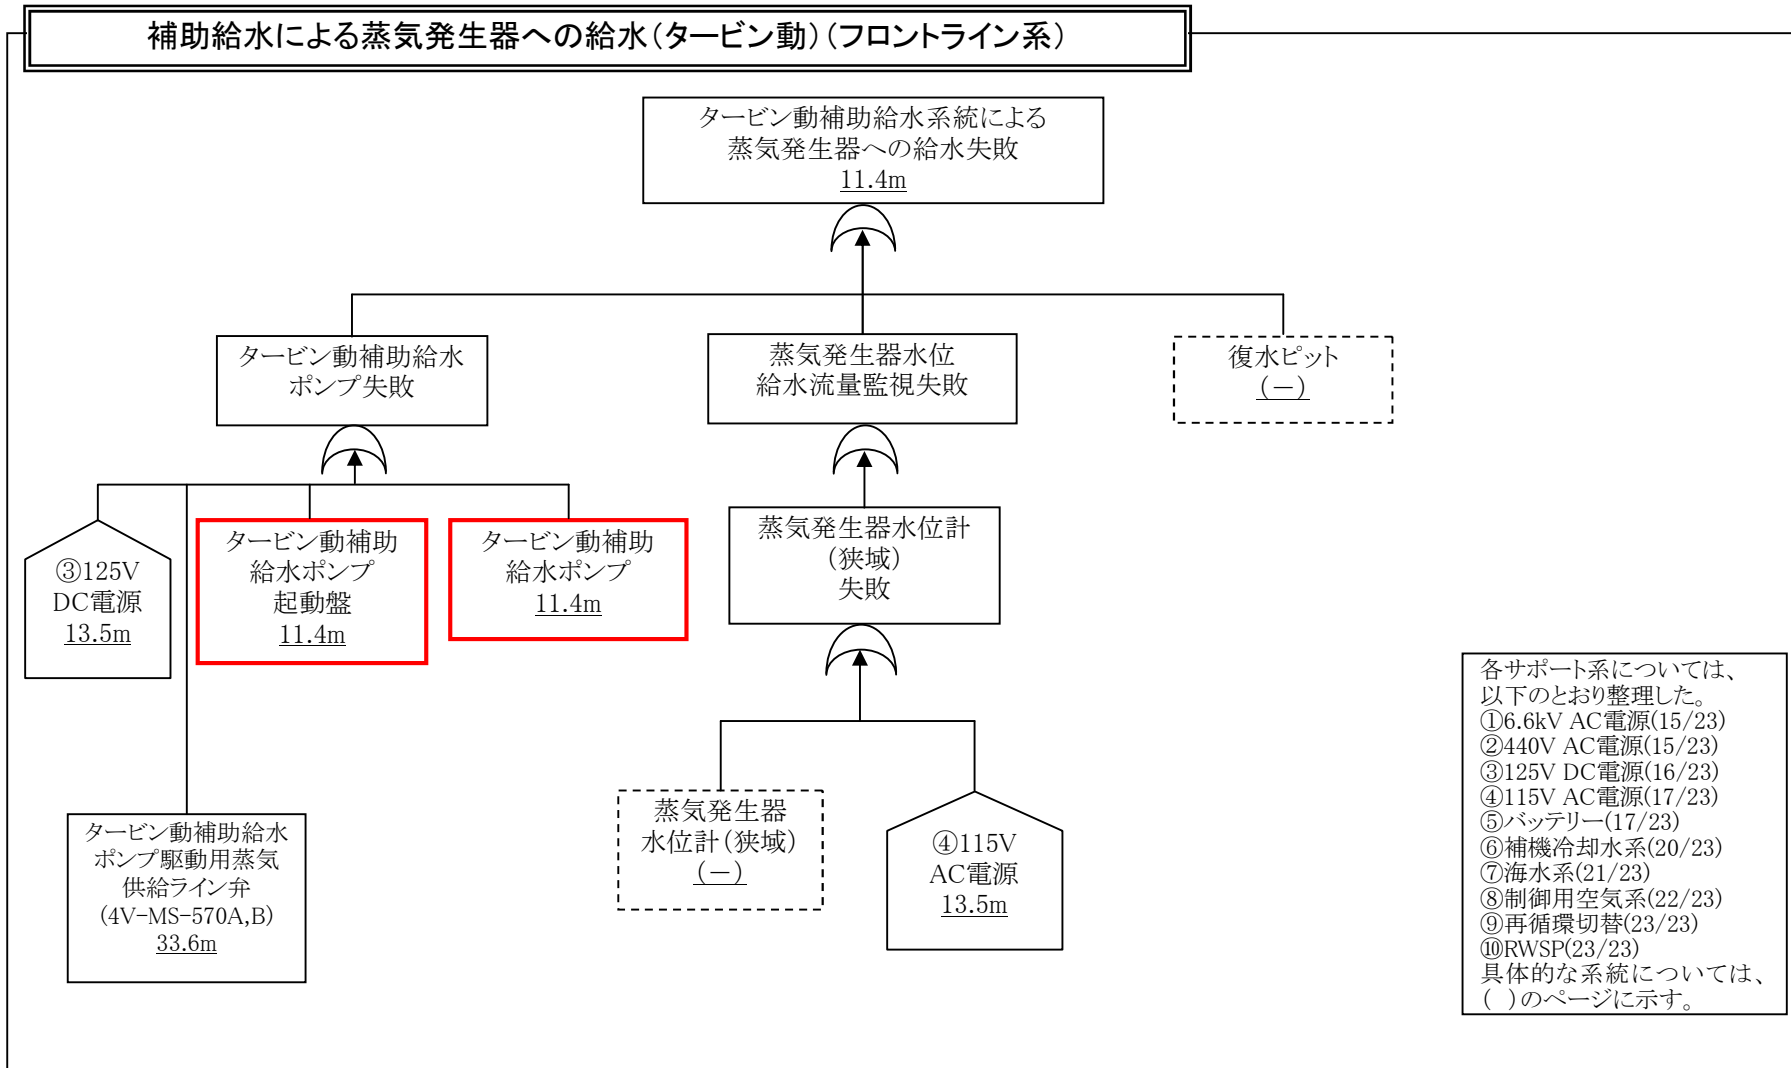 補助給水による蒸気発生器への給水(タービン動)(フロントライン系)
タービン動補助給水系統による
蒸気発生器への給水失敗
11.4m
タービン動補助給水
ポンプ失敗
蒸気発生器水位
給水流量監視失敗
復水ピット
(－)
③125V
DC電源
13.5m
タービン動補助
給水ポンプ
起動盤
11.4m
タービン動補助
給水ポンプ
11.4m
蒸気発生器水位計
(狭域)
失敗
タービン動補助給水
ポンプ駆動用蒸気
供給ライン弁
(4V-MS-570A,B)
33.6m
蒸気発生器
水位計(狭域)
(－)
④115V
AC電源
13.5m
各サポート系については、
以下のとおり整理した。
①6.6kV AC電源(15/23)
②440V AC電源(15/23)
③125V DC電源(16/23)
④115V AC電源(17/23)
⑤バッテリー(17/23)
⑥補機冷却水系(20/23)
⑦海水系(21/23)
⑧制御用空気系(22/23)
⑨再循環切替(23/23)
⑩RWSP(23/23)
具体的な系統については、
( )のページに示す。